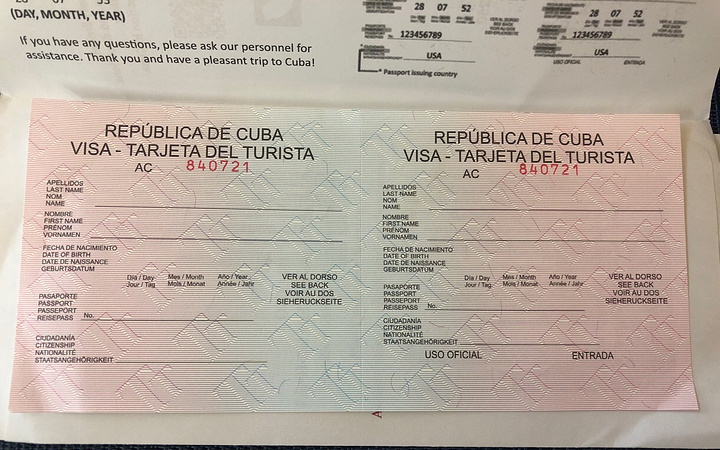 (DAY, MONTH, YEAR)
If you have any questions, please ask our personnel for
assistance. Thank you and have a pleasant trip to Cuba!
28 07 52
VER AL DORSO
SEE BACK
123456789
USA
* Passport issuing country
28 07 52
123456789
USA
USO OFICIAL ENTRADA
REPÚBLICA DE CUBA
VISA - TARJETA DEL TURISTA
AC 840721
APELLIDOS
LAST NAME
NOM
NAME
NOMBRE
FIRST NAME
PRENOM
VORNAMEN
FECHA DE NACIMIENTO
DATE OF BIRTH
DATE DE NAISSANCE
GEBURTSDATUM
Día / Day Mes / Month Año / Year
Jour / Tag Mois / Monat Année / Jahr
VER AL DORSO
SEE BACK
VOIR AU DOS
SIEHERUCKSEITE
PASAPORTE
PASSPORT
PASSEPORT
REISEPASS No.
CIUDADANÍA
CITIZENSHIP
NATIONALITÉ
STAATSANGEHÖRIGKEIT
REPÚBLICA DE CUBA
VISA - TARJETA DEL TURISTA
AC 840721
APELLIDOS
LAST NAME
NOM
NAME
NOMBRE
FIRST NAME
PRENOM
VORNAMEN
FECHA DE NACIMIENTO
DATE OF BIRTH
DATE DE NAISSANCE
GEBURTSDATUM
Día / Day Mes / Month Año / Year
Jour / Tag Mois / Monat Année / Jahr
VER AL DORSO
SEE BACK
VOIR AU DOS
SIEHERUCKSEITE
PASAPORTE
PASSPORT
PASSEPORT
REISEPASS No.
CIUDADANÍA
CITIZENSHIP
NATIONALITÉ
STAATSANGEHÖRIGKEIT
USO OFICIAL ENTRADA